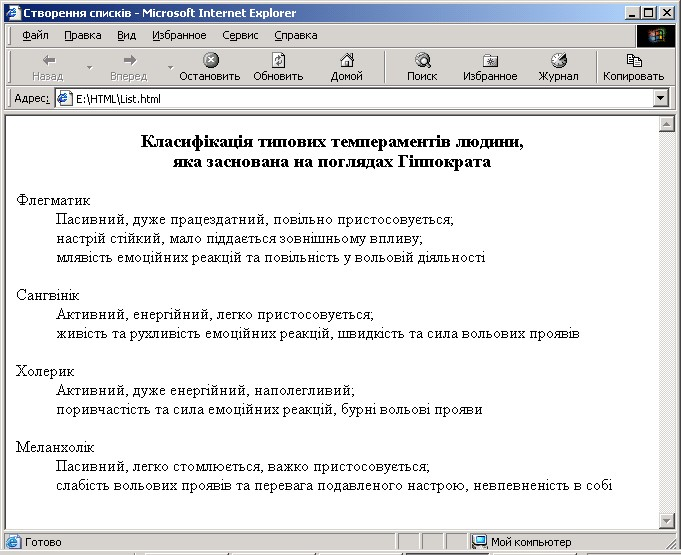 Створення списків - Microsoft Internet Explorer
Файл Правка Вид Избранное Сервис Справка
Назад Вперед Остановить Обновить Домой Поиск Избранное Журнал Копировать
Адрес: E:\HTML\List.html
Класифікація типових темпераментів людини,
яка заснована на поглядах Гіппократа
Флегматик
Пасивний, дуже працездатний, повільно пристосовується;
настрій стійкий, мало піддається зовнішньому впливу;
млявість емоційних реакцій та повільність у вольовій діяльності
Сангвінік
Активний, енергійний, легко пристосовується;
живість та рухливість емоційних реакцій, швидкість та сила вольових проявів
Холерик
Активний, дуже енергійний, наполегливий;
поривчастість та сила емоційних реакцій, бурні вольові прояви
Меланхолік
Пасивний, легко стомлюється, важко пристосовується;
слабість вольових проявів та перевага подавленого настрою, невпевненість в собі
Готово Мой компьютер